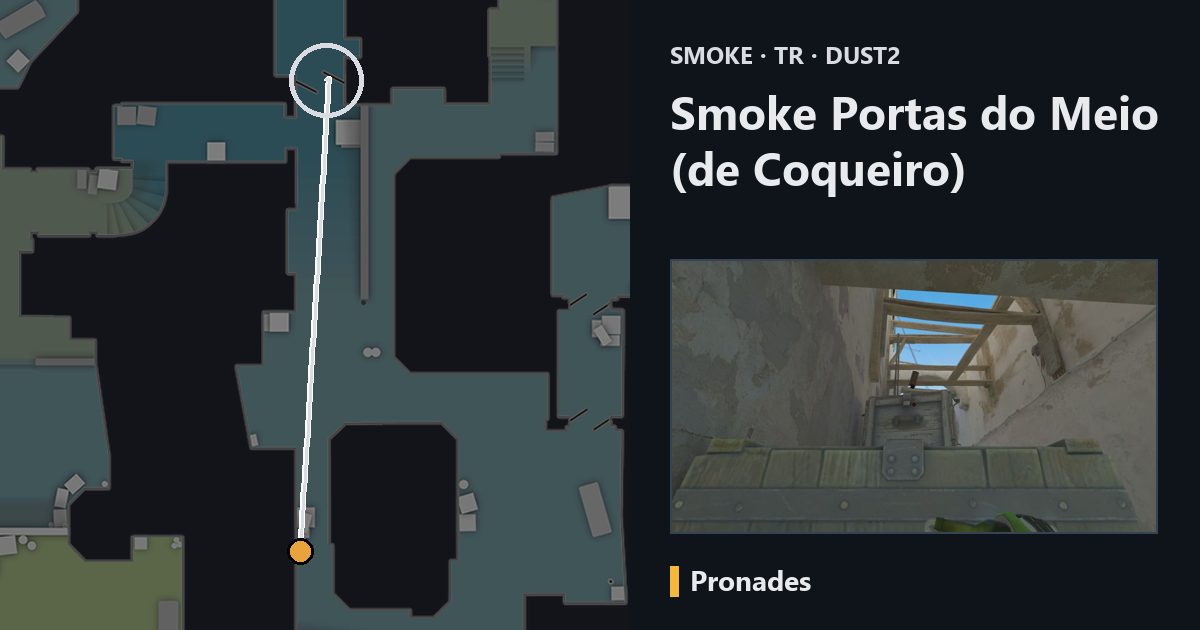 SMOKE · TR · DUST2
Smoke Portas do Meio
(de Coqueiro)
Pronades